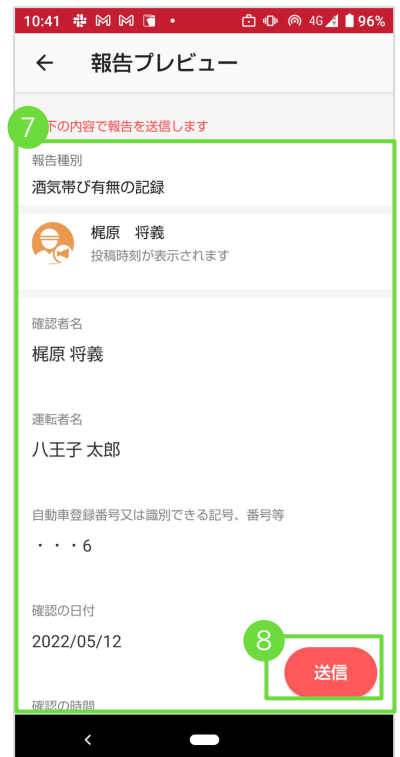 10:41 4G 96%
報告プレビュー
7 下の内容で報告を送信します
報告種別
酒気帯び有無の記録
梶原　将義
投稿時刻が表示されます
確認者名
梶原 将義
運転者名
八王子 太郎
自動車登録番号又は識別できる記号、番号等
・・・6
確認の日付
2022/05/12
8
送信
確認の時間